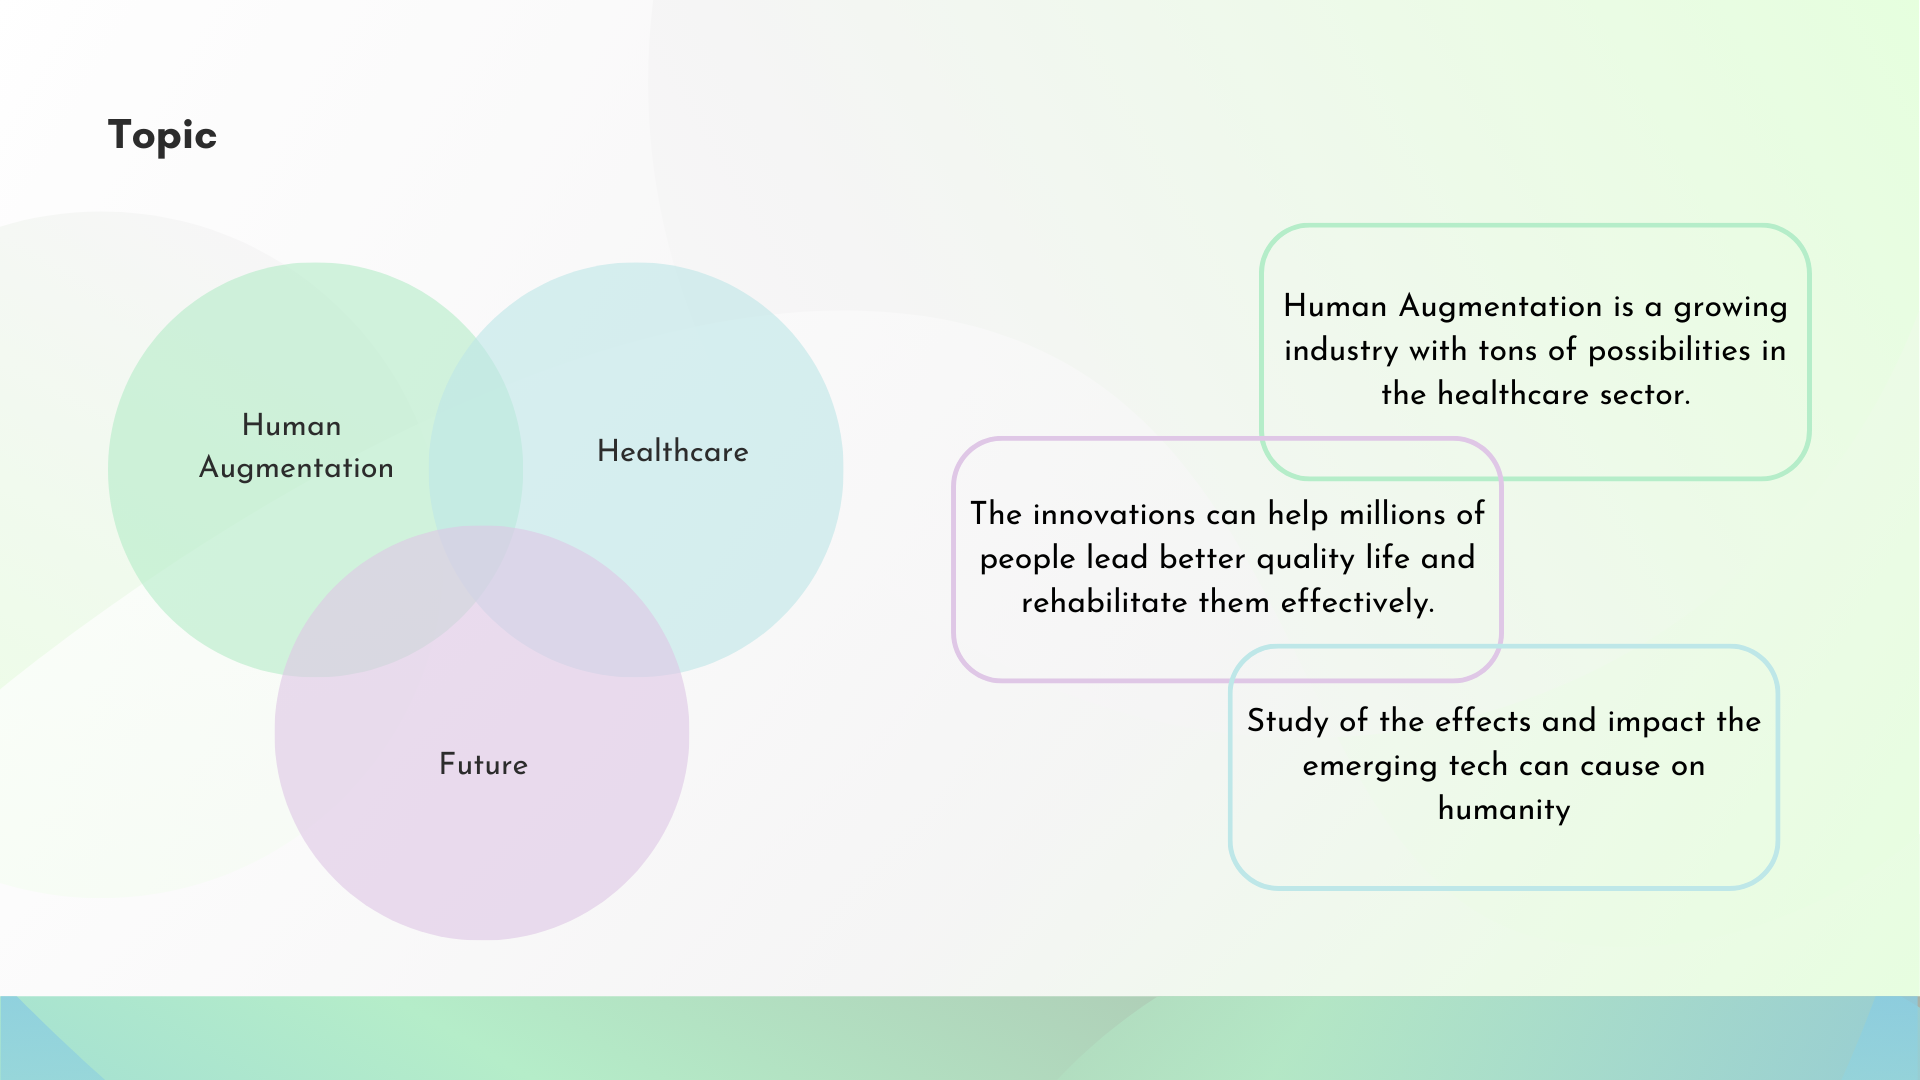 Topic
Human
Augmentation
Healthcare
Future
Human Augmentation is a growing
industry with tons of possibilities in
the healthcare sector.
The innovations can help millions of
people lead better quality life and
rehabilitate them effectively.
Study of the effects and impact the
emerging tech can cause on
humanity